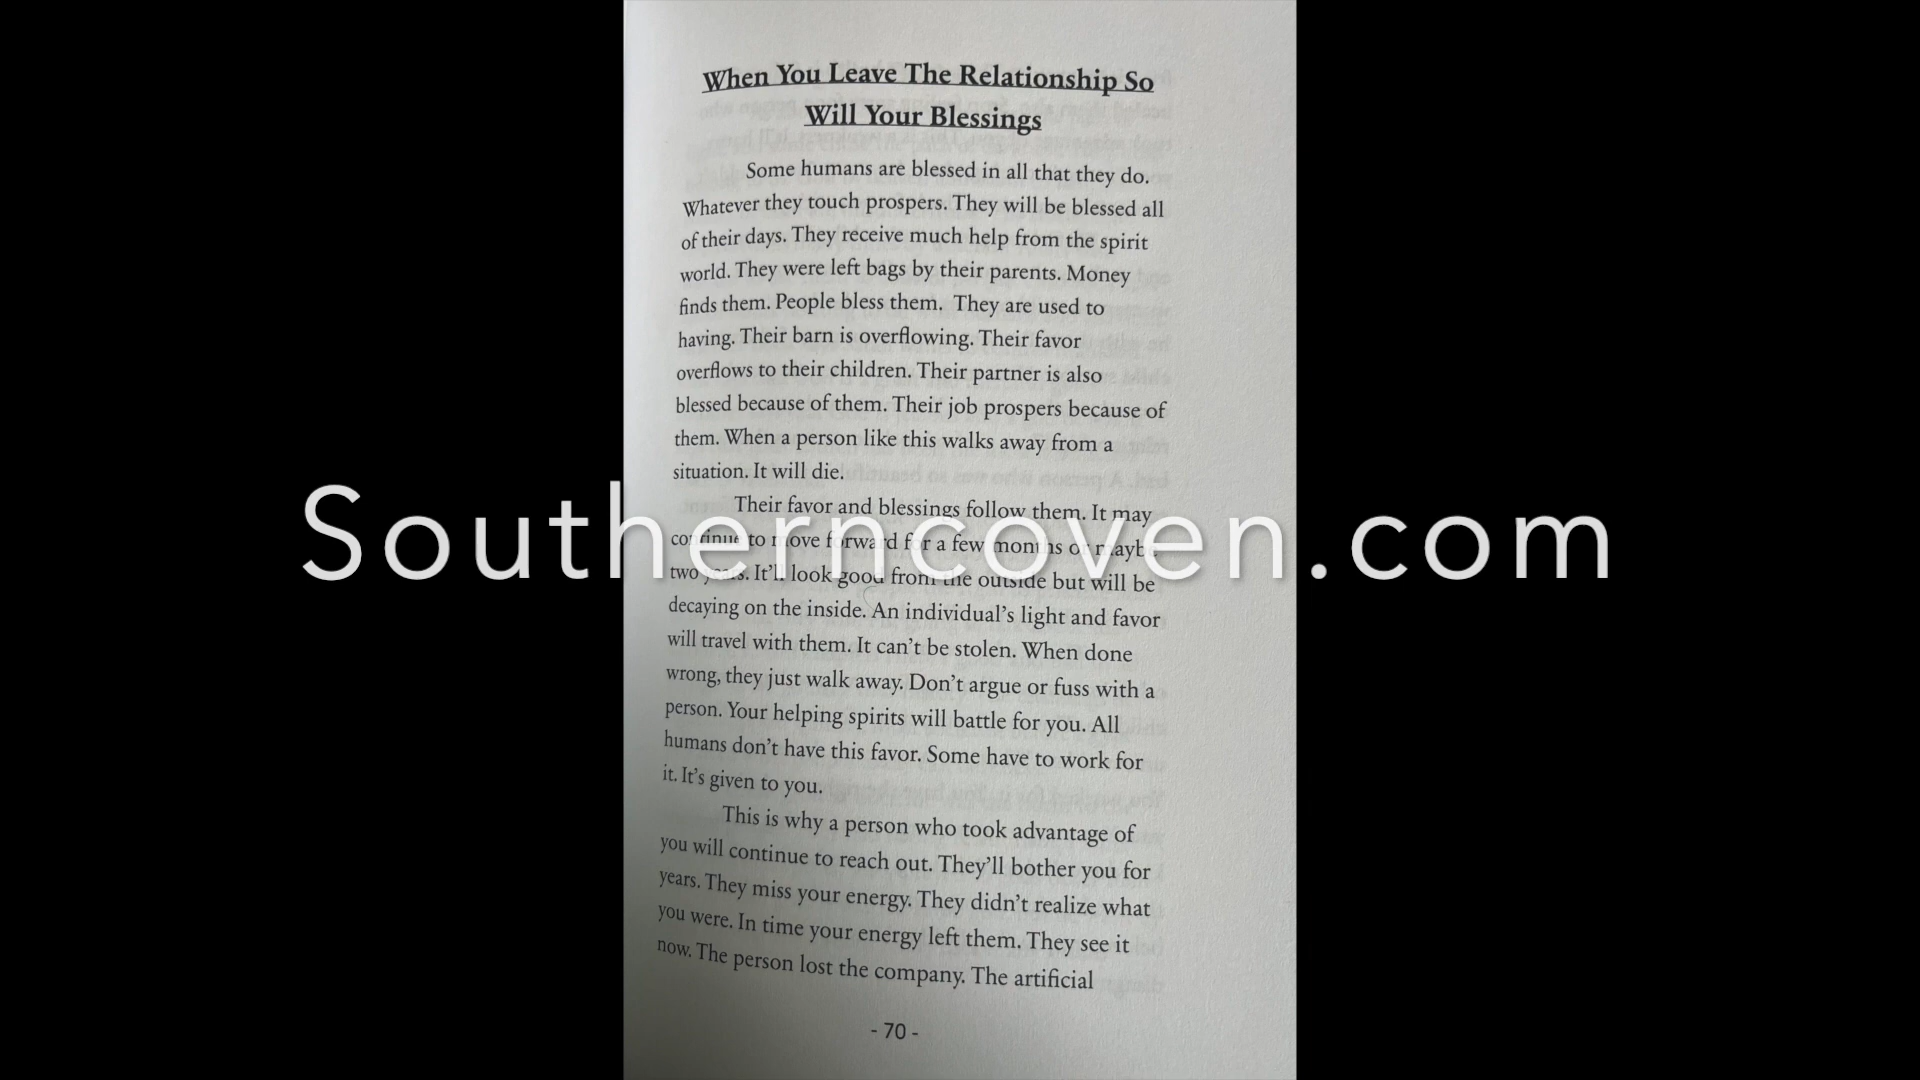 When You Leave The Relationship So
Will Your Blessings
Some humans are blessed in all that they do.
Whatever they touch prospers. They will be blessed all
of their days. They receive much help from the spirit
world. They were left bags by their parents. Money
finds them. People bless them. They are used to
having. Their barn is overflowing. Their favor
overflows to their children. Their partner is also
blessed because of them. Their job prospers because of
them. When a person like this walks away from a
situation. It will die.
Their favor and blessings follow them. It may
continue to move forward for a few months or maybe
two years. It'll look good from the outside but will be
Southerncoven.com
decaying on the inside. An individual's light and favor
will travel with them. It can't be stolen. When done
wrong, they just walk away. Don't argue or fuss with a
person. Your helping spirits will battle for you. All
humans don't have this favor. Some have to work for
it. It's given to you.
This is why a person who took advantage of
you will continue to reach out. They'll bother you for
years. They miss your energy. They didn't realize what
you were. In time your energy left them. They see it
now. The person lost the company. The artificial
- 70 -